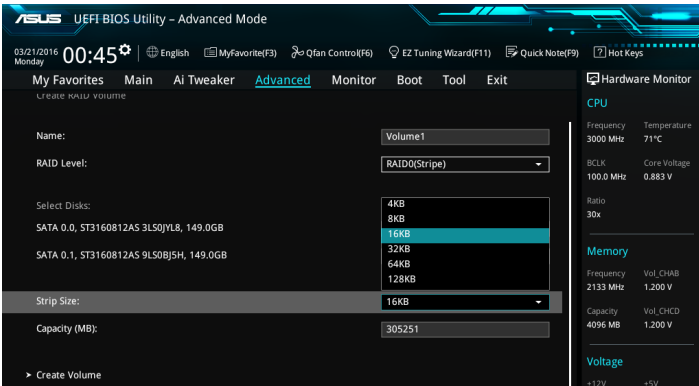 ASUS UEFI BIOS Utility – Advanced Mode
03/21/2016 Monday 00:45 English MyFavorite(F3) Qfan Control(F6) EZ Tuning Wizard(F11) Quick Note(F9) ? Hot Keys
My Favorites Main Ai Tweaker Advanced Monitor Boot Tool Exit
Create RAID Volume
Name: Volume1
RAID Level: RAID0(Stripe)
Select Disks:
SATA 0.0, ST3160812AS 3LS0JYL8, 149.0GB
SATA 0.1, ST3160812AS 9LS0BJ5H, 149.0GB
4KB
8KB
16KB
32KB
64KB
128KB
Strip Size: 16KB
Capacity (MB): 305251
> Create Volume
Hardware Monitor
CPU
Frequency Temperature
3000 MHz 71°C
BCLK Core Voltage
100.0 MHz 0.883 V
Ratio
30x
Memory
Frequency Vol_CHAB
2133 MHz 1.200 V
Capacity Vol_CHCD
4096 MB 1.200 V
Voltage
+12V +5V